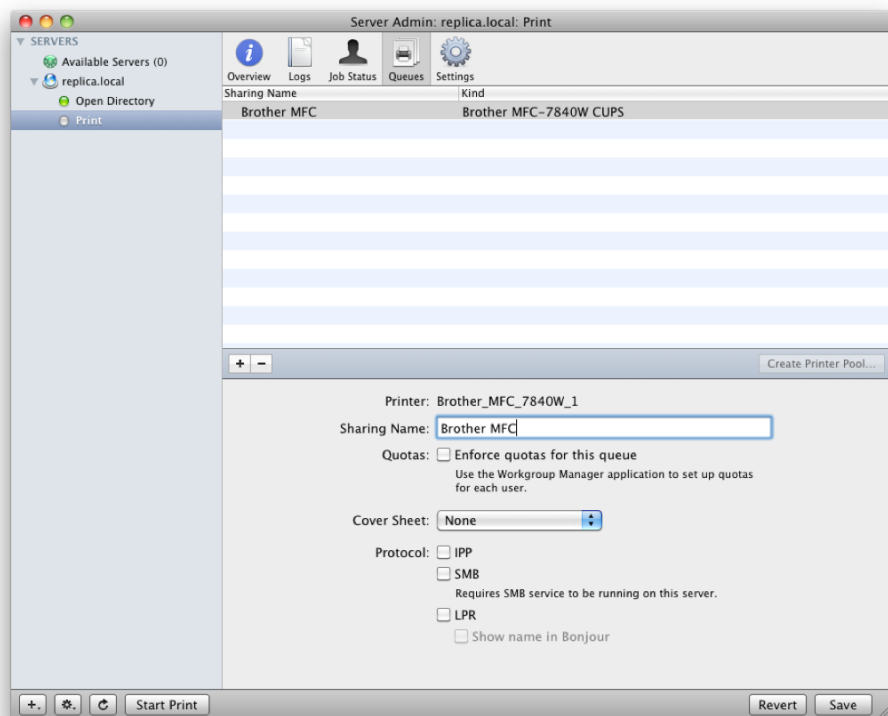 Server Admin: replica.local: Print
SERVERS
Available Servers (0)
replica.local
Open Directory
Print
Overview Logs Job Status Queues Settings
Sharing Name Kind
Brother MFC Brother MFC-7840W CUPS
+ − Create Printer Pool...
Printer: Brother_MFC_7840W_1
Sharing Name: Brother MFC
Quotas: Enforce quotas for this queue
Use the Workgroup Manager application to set up quotas
for each user.
Cover Sheet: None
Protocol: IPP
SMB
Requires SMB service to be running on this server.
LPR
Show name in Bonjour
Start Print Revert Save